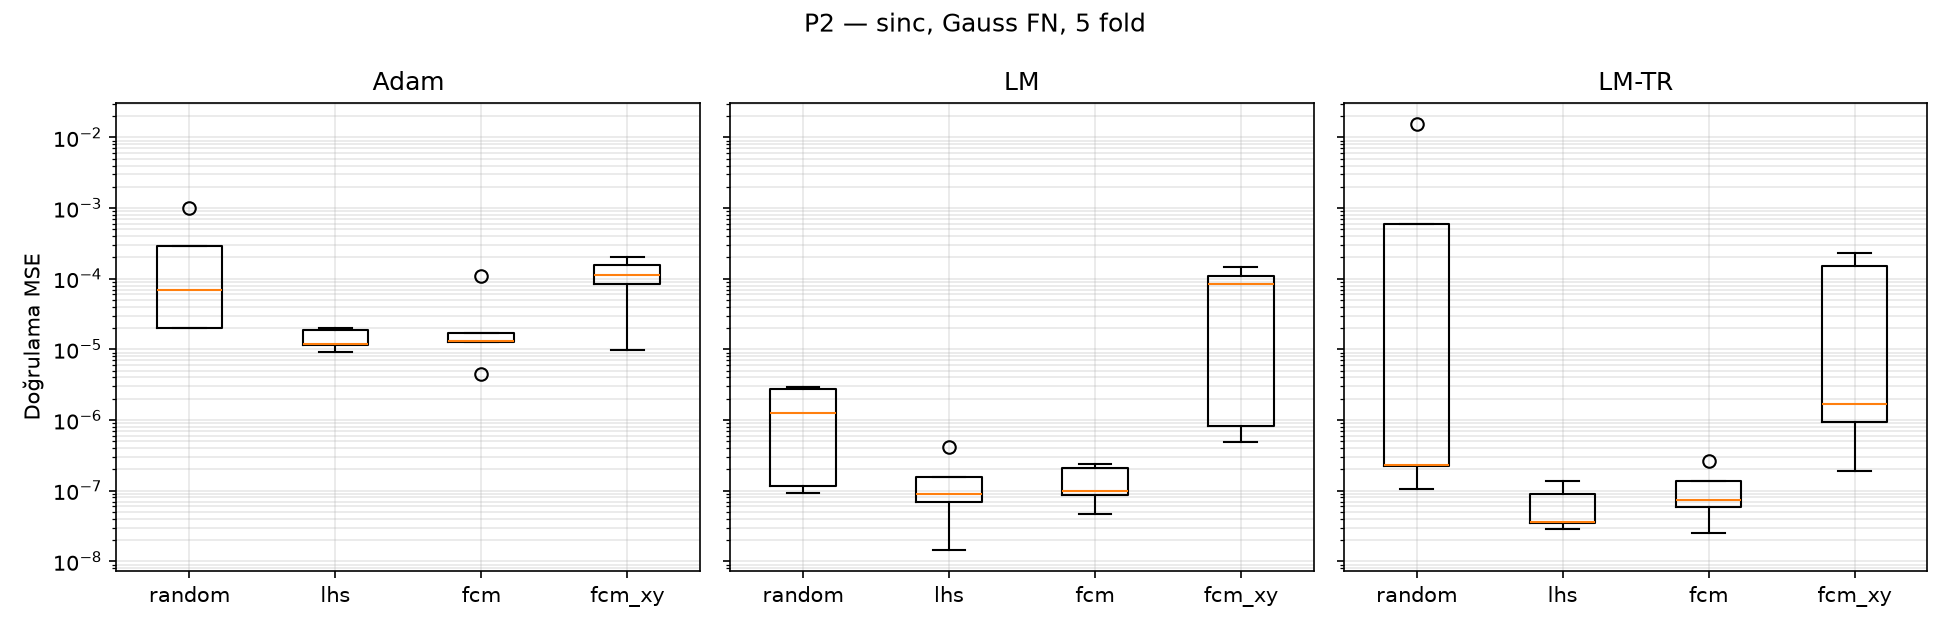 P2 — sinc, Gauss FN, 5 fold
Adam
LM
LM-TR
Doğrulama MSE
10⁻²
10⁻³
10⁻⁴
10⁻⁵
10⁻⁶
10⁻⁷
10⁻⁸
random lhs fcm fcm_xy
random lhs fcm fcm_xy
random lhs fcm fcm_xy